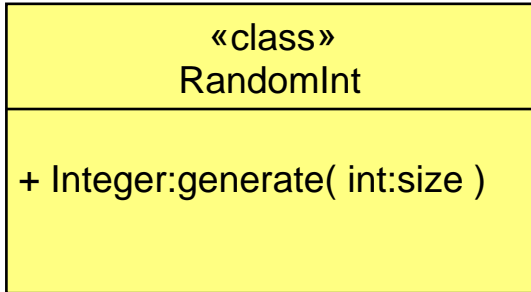 «class»
RandomInt
+ Integer:generate( int:size )